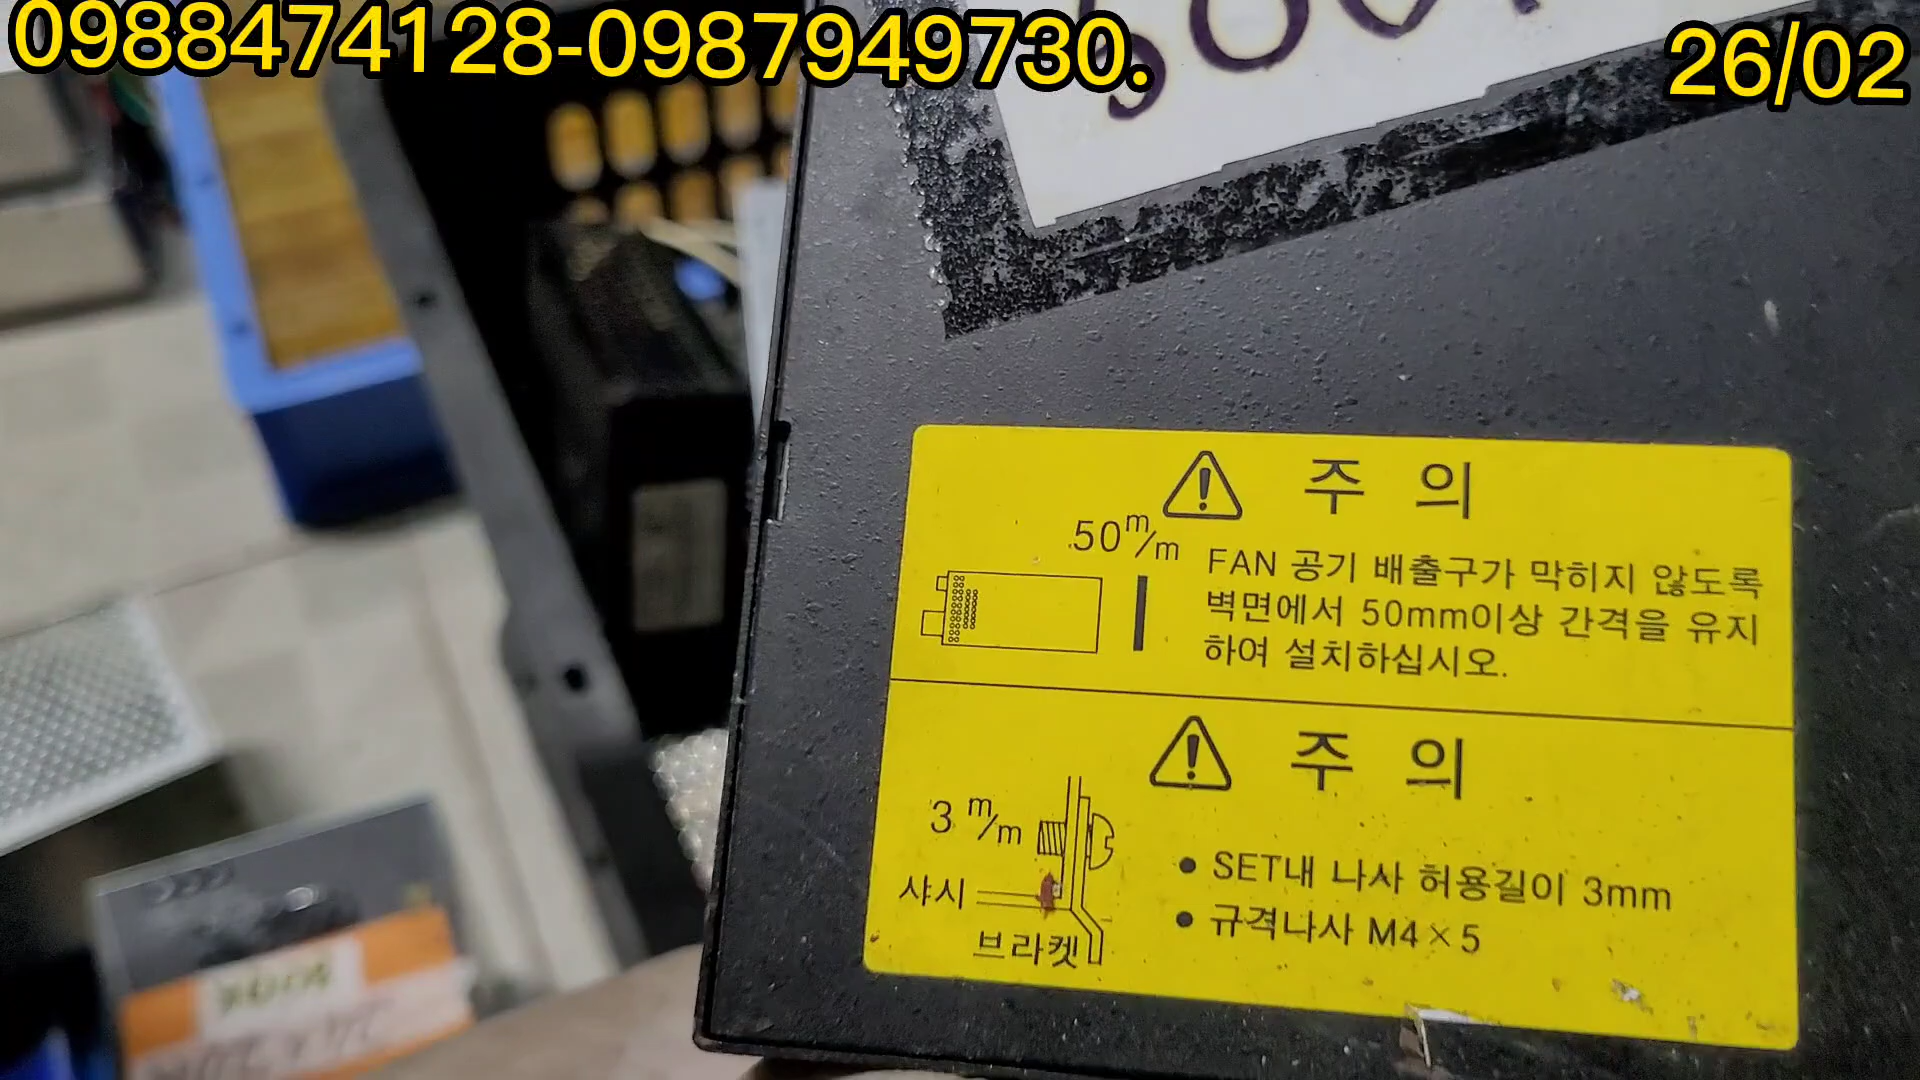 0988474128-0987949730.
26/02
⚠ 주 의
50 m/m
FAN 공기 배출구가 막히지 않도록
벽면에서 50mm이상 간격을 유지
하여 설치하십시오.
⚠ 주 의
3 m/m
샤시
브라켓
• SET내 나사 허용길이 3mm
• 규격나사 M4×5